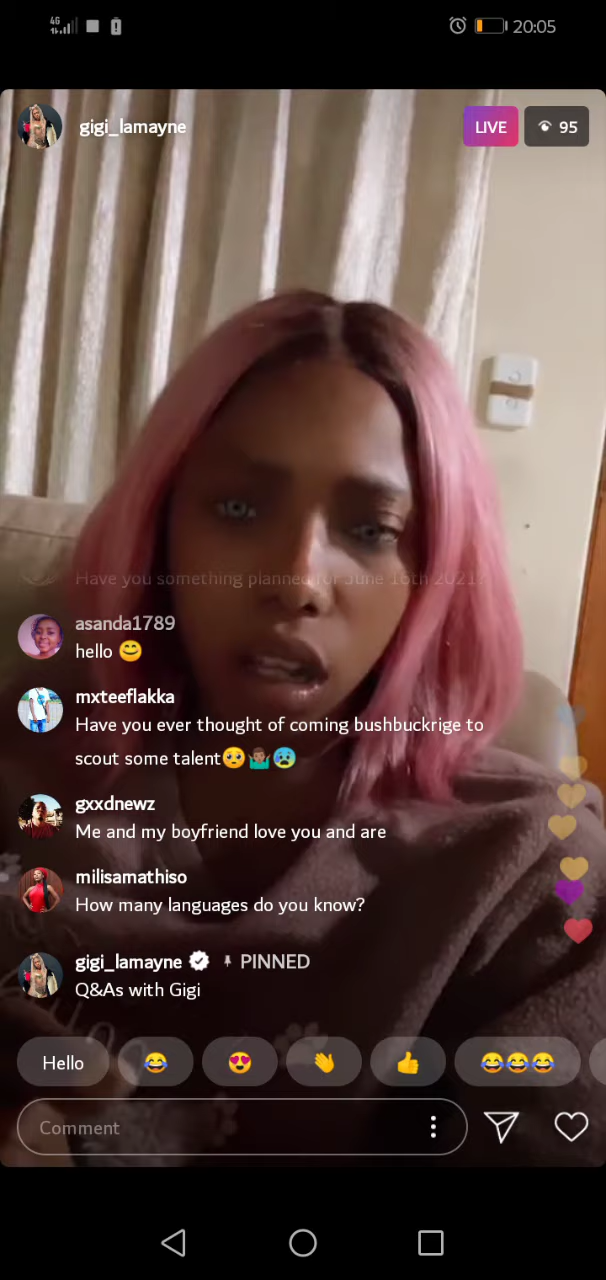 4G
20:05
gigi_lamayne
LIVE
95
Have you something planned for June 16th 2021?
asanda1789
hello 😊
mxteeflakka
Have you ever thought of coming bushbuckrige to
scout some talent🥺🤷🏽‍♂️😰
gxxdnewz
Me and my boyfriend love you and are
milisamathiso
How many languages do you know?
gigi_lamayne PINNED
Q&As with Gigi
Hello 😂 😍 👋 👍 😂😂😂
Comment